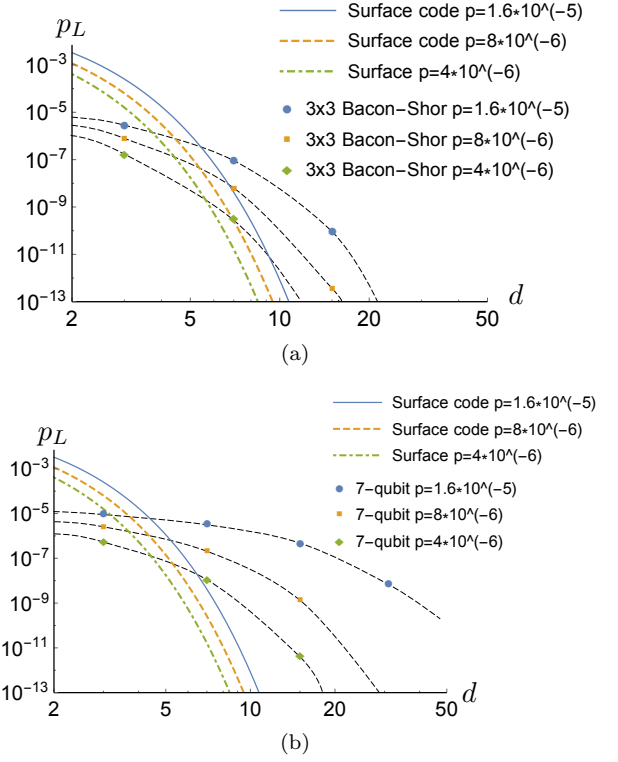 p_L
Surface code p=1.6*10^(−5)
Surface code p=8*10^(−6)
Surface p=4*10^(−6)
3x3 Bacon−Shor p=1.6*10^(−5)
3x3 Bacon−Shor p=8*10^(−6)
3x3 Bacon−Shor p=4*10^(−6)
10^−3
10^−5
10^−7
10^−9
10^−11
10^−13
2 5 10 20 50 d
(a)
Surface code p=1.6*10^(−5)
Surface code p=8*10^(−6)
Surface p=4*10^(−6)
7−qubit p=1.6*10^(−5)
7−qubit p=8*10^(−6)
7−qubit p=4*10^(−6)
p_L
10^−3
10^−5
10^−7
10^−9
10^−11
10^−13
2 5 10 20 50 d
(b)